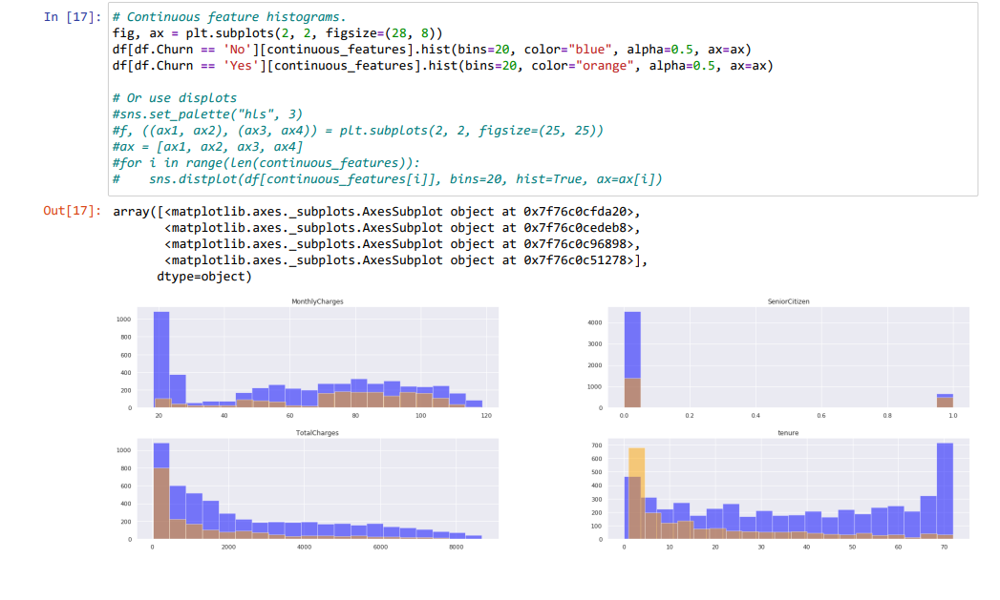 In [17]: # Continuous feature histograms.
fig, ax = plt.subplots(2, 2, figsize=(28, 8))
df[df.Churn == 'No'][continuous_features].hist(bins=20, color="blue", alpha=0.5, ax=ax)
df[df.Churn == 'Yes'][continuous_features].hist(bins=20, color="orange", alpha=0.5, ax=ax)
# Or use displots
#sns.set_palette("hls", 3)
#f, ((ax1, ax2), (ax3, ax4)) = plt.subplots(2, 2, figsize=(25, 25))
#ax = [ax1, ax2, ax3, ax4]
#for i in range(len(continuous_features)):
#    sns.distplot(df[continuous_features[i]], bins=20, hist=True, ax=ax[i])
Out[17]: array([<matplotlib.axes._subplots.AxesSubplot object at 0x7f76c0cfda20>,
<matplotlib.axes._subplots.AxesSubplot object at 0x7f76c0cedeb8>,
<matplotlib.axes._subplots.AxesSubplot object at 0x7f76c0c96898>,
<matplotlib.axes._subplots.AxesSubplot object at 0x7f76c0c51278>],
dtype=object)
MonthlyCharges
1000
800
600
400
200
0
20 40 60 80 100 120
SeniorCitizen
4000
3000
2000
1000
0
0.0 0.2 0.4 0.6 0.8 1.0
TotalCharges
1000
800
600
400
200
0
0 2000 4000 6000 8000
tenure
700
600
500
400
300
200
100
0
0 10 20 30 40 50 60 70